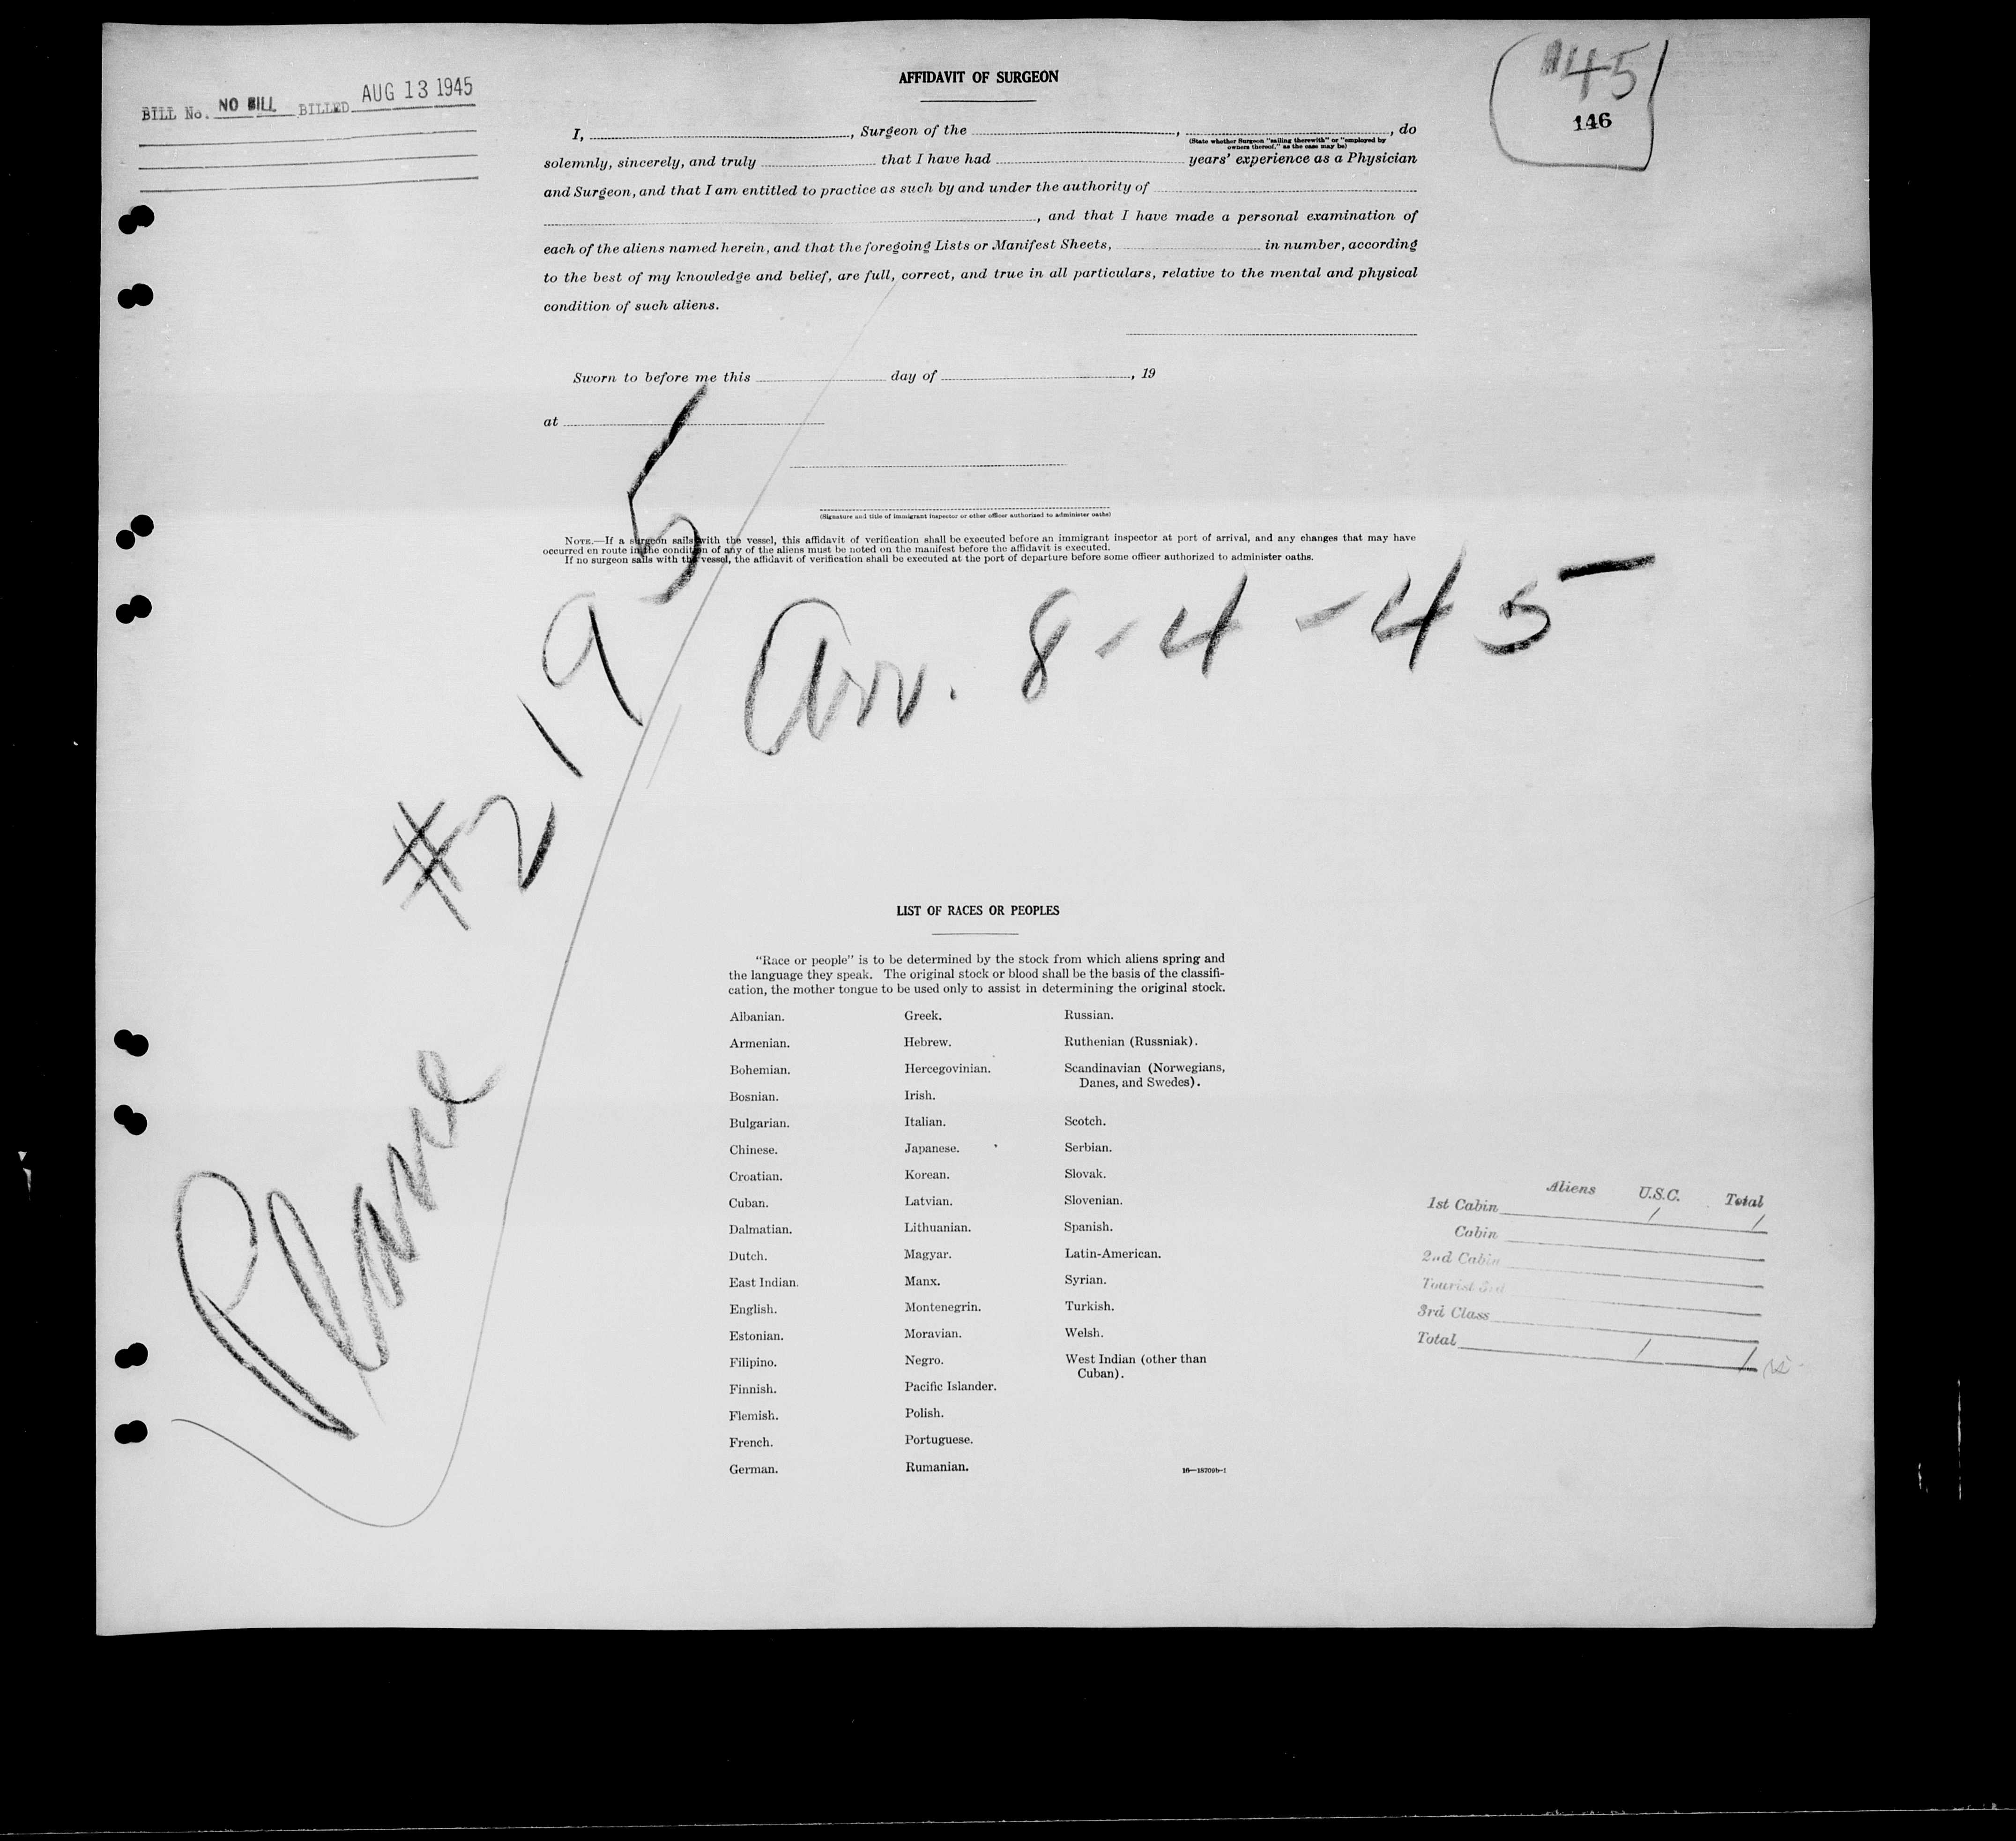 BILL No. NO BILL BILLED AUG 13 1945
45
146
AFFIDAVIT OF SURGEON
I, , Surgeon of the , , do
(State whether Surgeon "sailing therewith" or "employed by
owners thereof," as the case may be)
solemnly, sincerely, and truly that I have had years' experience as a Physician
and Surgeon, and that I am entitled to practice as such by and under the authority of
, and that I have made a personal examination of
each of the aliens named herein, and that the foregoing Lists or Manifest Sheets, in number, according
to the best of my knowledge and belief, are full, correct, and true in all particulars, relative to the mental and physical
condition of such aliens.
Sworn to before me this day of , 19
at
(Signature and title of immigrant inspector or other officer authorized to administer oaths)
NOTE.—If a surgeon sails with the vessel, this affidavit of verification shall be executed before an immigrant inspector at port of arrival, and any changes that may have
occurred en route in the condition of any of the aliens must be noted on the manifest before the affidavit is executed.
If no surgeon sails with the vessel, the affidavit of verification shall be executed at the port of departure before some officer authorized to administer oaths.
Plane #2195
Arr. 8-4-45
LIST OF RACES OR PEOPLES
"Race or people" is to be determined by the stock from which aliens spring and
the language they speak. The original stock or blood shall be the basis of the classifi-
cation, the mother tongue to be used only to assist in determining the original stock.
Albanian.
Armenian.
Bohemian.
Bosnian.
Bulgarian.
Chinese.
Croatian.
Cuban.
Dalmatian.
Dutch.
East Indian.
English.
Estonian.
Filipino.
Finnish.
Flemish.
French.
German.
Greek.
Hebrew.
Hercegovinian.
Irish.
Italian.
Japanese.
Korean.
Latvian.
Lithuanian.
Magyar.
Manx.
Montenegrin.
Moravian.
Negro.
Pacific Islander.
Polish.
Portuguese.
Rumanian.
Russian.
Ruthenian (Russniak).
Scandinavian (Norwegians,
Danes, and Swedes).
Scotch.
Serbian.
Slovak.
Slovenian.
Spanish.
Latin-American.
Syrian.
Turkish.
Welsh.
West Indian (other than
Cuban).
16—18709b-1
Aliens U.S.C. Total
1st Cabin 1 1
Cabin
2nd Cabin
Tourist 3rd
3rd Class
Total 1 1